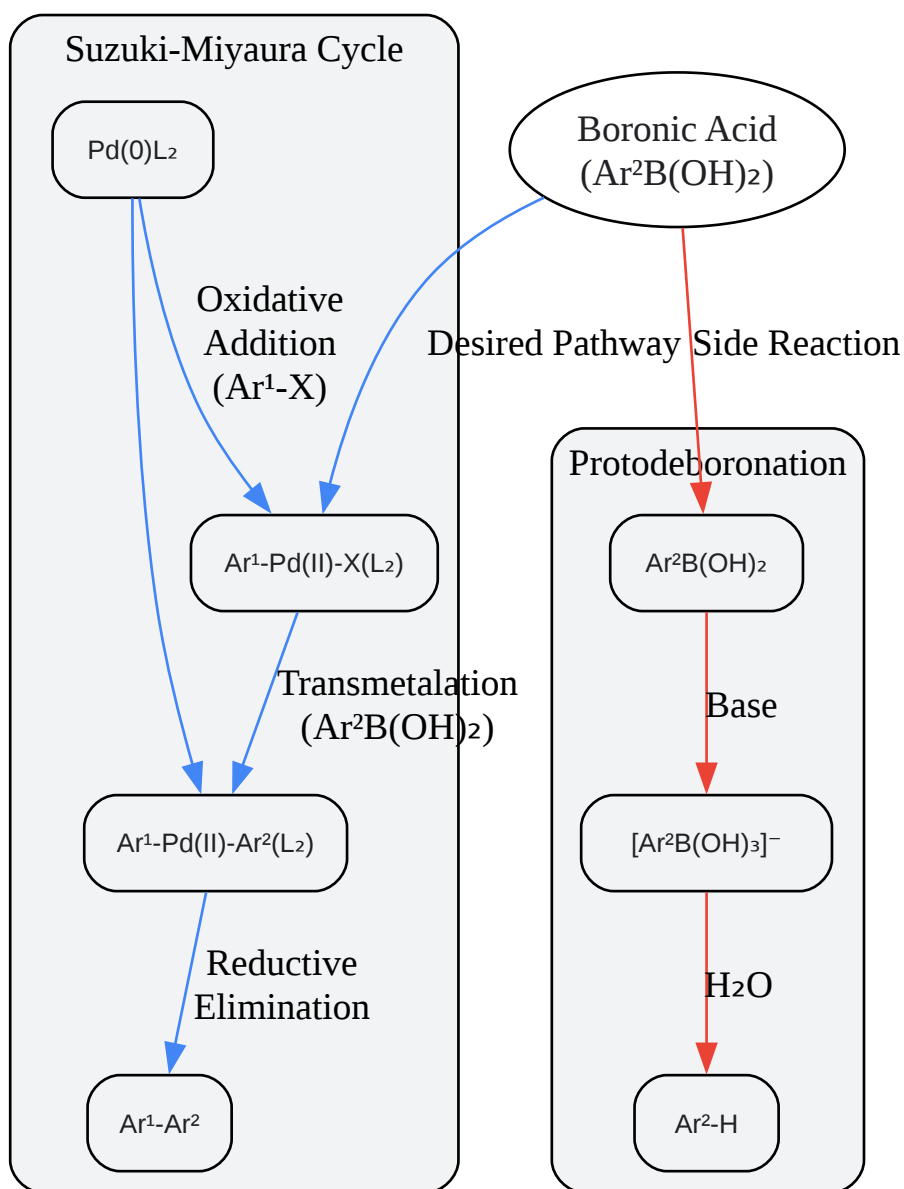 Suzuki-Miyaura Cycle
Pd(0)L₂
Boronic Acid
(Ar²B(OH)₂)
Oxidative
Addition
(Ar¹-X)
Desired Pathway
Side Reaction
Protodeboronation
Ar¹-Pd(II)-X(L₂)
Ar²B(OH)₂
Transmetalation
(Ar²B(OH)₂)
Base
Ar¹-Pd(II)-Ar²(L₂)
[Ar²B(OH)₃]⁻
Reductive
Elimination
H₂O
Ar¹-Ar²
Ar²-H